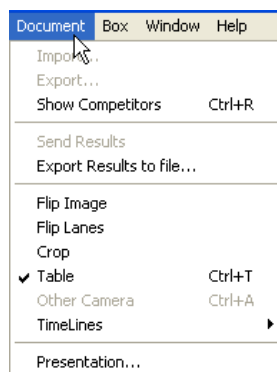 Document Box Window Help
Import...
Export...
Show Competitors Ctrl+R
Send Results
Export Results to file...
Flip Image
Flip Lanes
Crop
Table Ctrl+T
Other Camera Ctrl+A
TimeLines
Presentation...